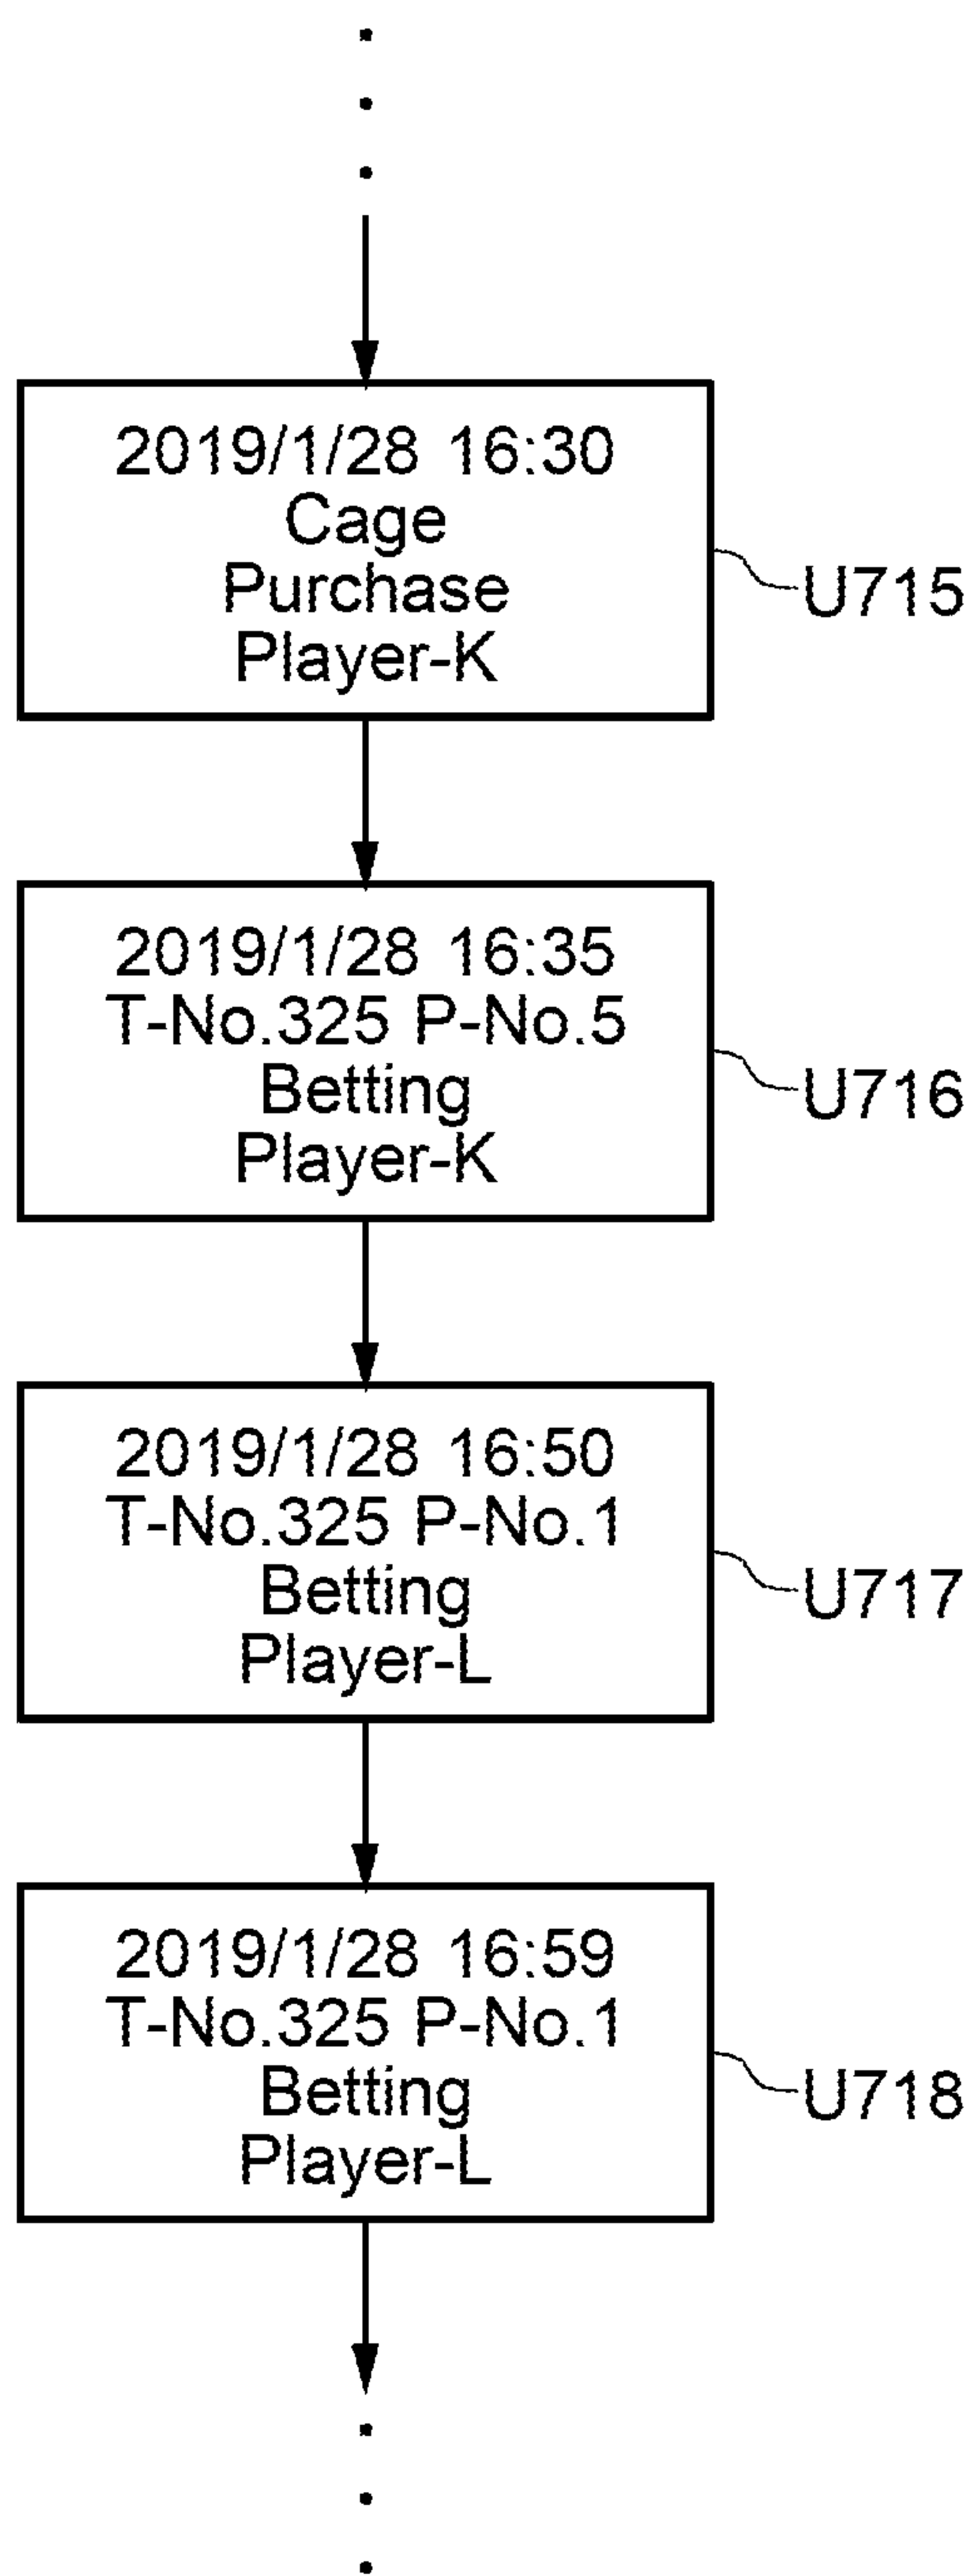 2019/1/28 16:30
Cage
Purchase
Player-K
U715
2019/1/28 16:35
T-No.325 P-No.5
Betting
Player-K
U716
2019/1/28 16:50
T-No.325 P-No.1
Betting
Player-L
U717
2019/1/28 16:59
T-No.325 P-No.1
Betting
Player-L
U718